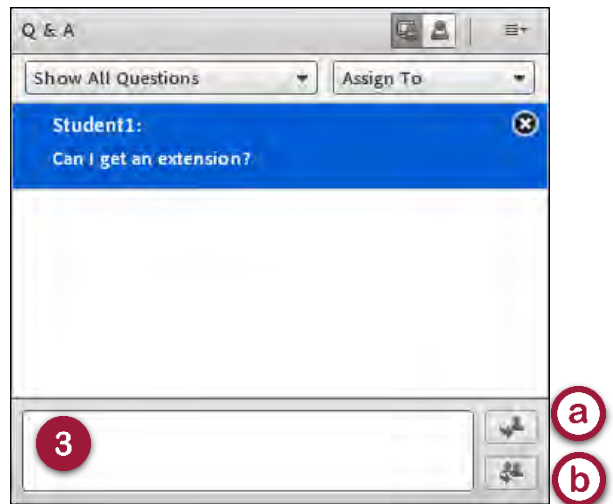 Q & A
Show All Questions Assign To
Student1:
Can I get an extension?
3
a
b